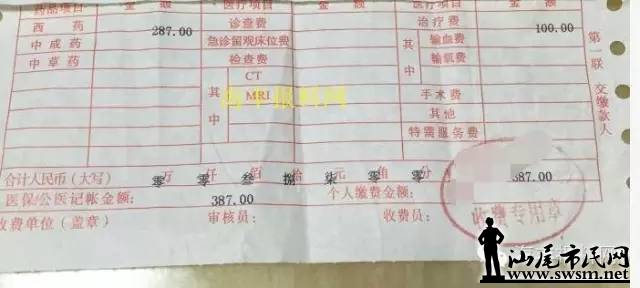 药品项目 金 额 医疗项目 金 额 医疗项目 金 额
西 药 287.00 诊查费 治疗费 100.00
中 成 药 急诊留观床位费 其中 输血费
中 草 药 检查费 输氧费
其中 CT 手术费
MRI 其他
特需服务费
第一联 交缴款人
合计人民币(大写) 零 万 零 仟 叁 佰 捌 拾 柒 元 零 角 零 分
医保/公医记帐金额: 387.00 个人缴费金额: 387.00
收费单位(盖章) 审核员: 收费员:
收费专用章
汕尾市民网
www.swsm.net